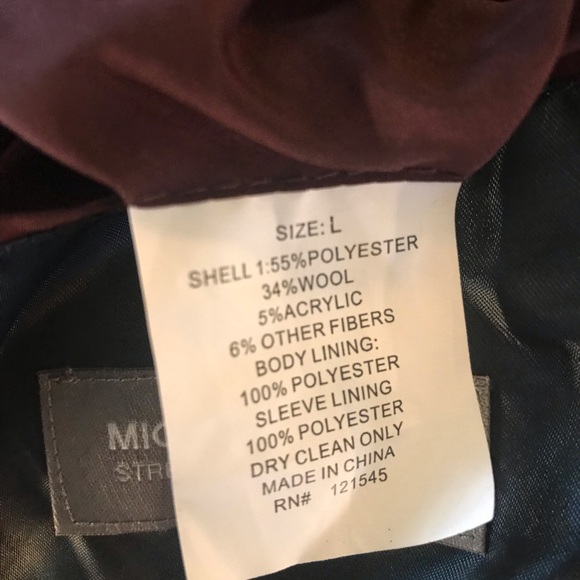 SIZE: L
SHELL 1:55%POLYESTER
34%WOOL
5%ACRYLIC
6% OTHER FIBERS
BODY LINING:
100% POLYESTER
SLEEVE LINING
100% POLYESTER
DRY CLEAN ONLY
MADE IN CHINA
RN# 121545